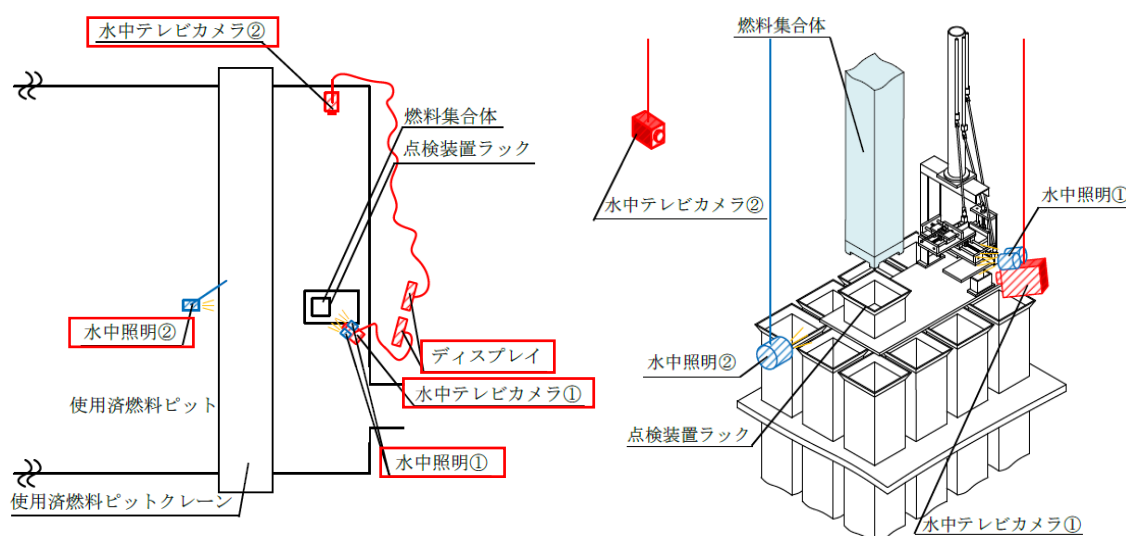 水中テレビカメラ②
燃料集合体
点検装置ラック
水中照明②
ディスプレイ
水中テレビカメラ①
使用済燃料ピット
水中照明①
使用済燃料ピットクレーン
燃料集合体
水中テレビカメラ②
水中照明①
水中照明②
点検装置ラック
水中テレビカメラ①